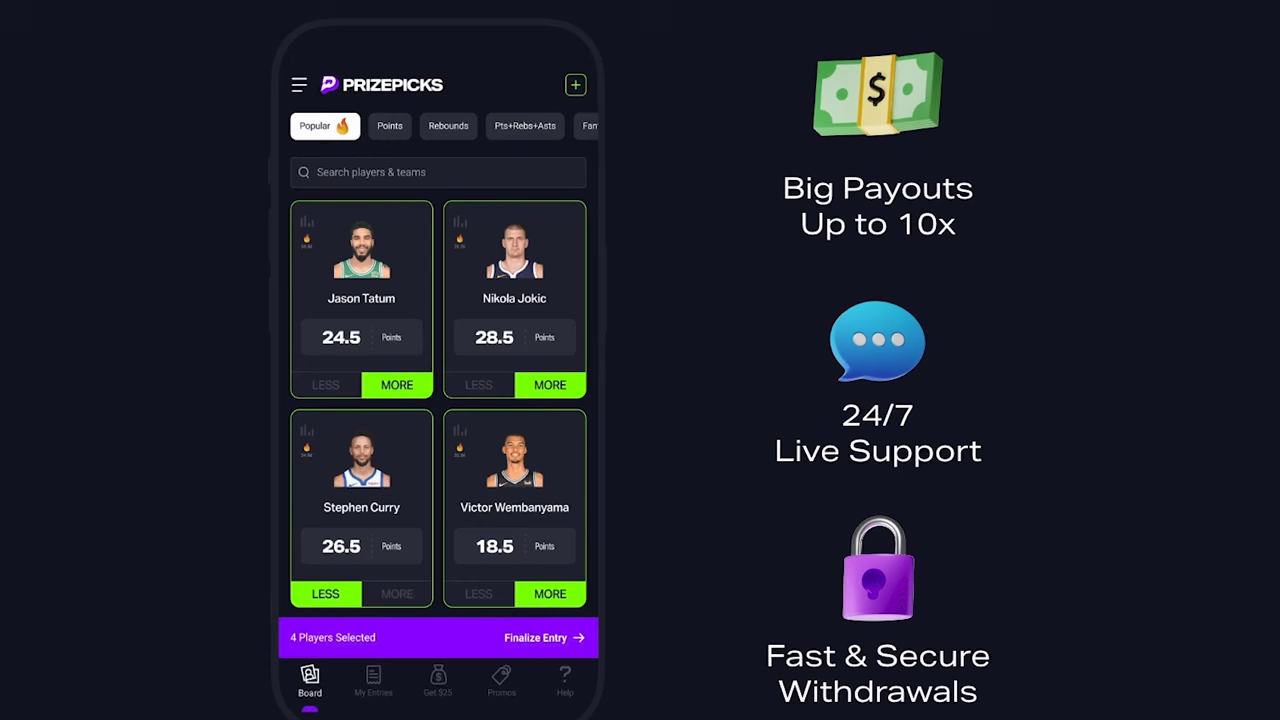 PRIZEPICKS
+
Popular
Points
Rebounds
Pts+Rebs+Asts
Fan
Search players & teams
Jason Tatum
24.5 Points
LESS MORE
Nikola Jokic
28.5 Points
LESS MORE
Stephen Curry
26.5 Points
LESS MORE
Victor Wembanyama
18.5 Points
LESS MORE
4 Players Selected
Finalize Entry →
Board
My Entries
Get $25
Promos
?
Help
$
Big Payouts
Up to 10x
24/7
Live Support
Fast & Secure
Withdrawals